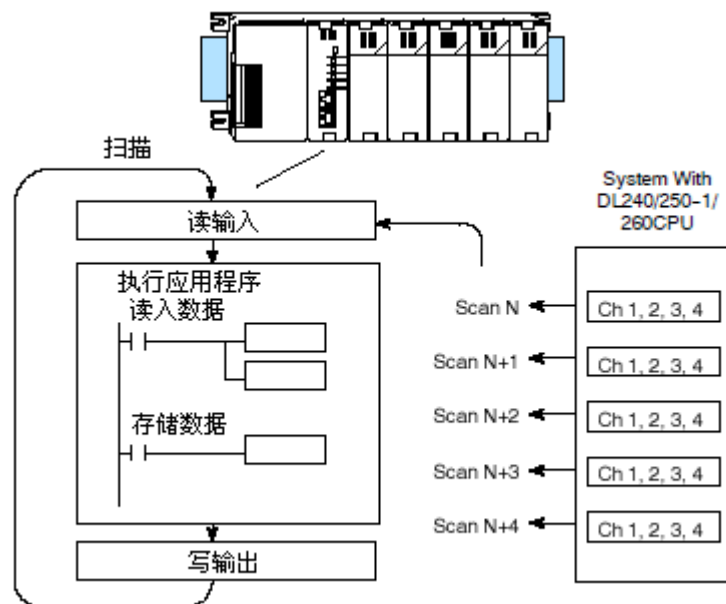 扫描
读输入
执行应用程序
读入数据
存储数据
写输出
System With
DL240/250-1/
260CPU
Scan N
Ch 1, 2, 3, 4
Scan N+1
Ch 1, 2, 3, 4
Scan N+2
Ch 1, 2, 3, 4
Scan N+3
Ch 1, 2, 3, 4
Scan N+4
Ch 1, 2, 3, 4